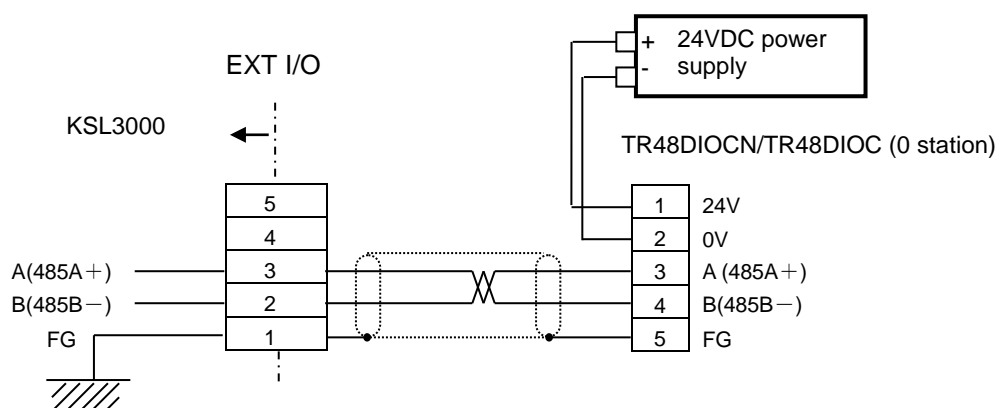 + 24VDC power
- supply
EXT I/O
KSL3000
TR48DIOCN/TR48DIOC (0 station)
5
1 24V
4
2 0V
A(485A+) 3
3 A (485A+)
B(485B−) 2
4 B(485B−)
FG 1
5 FG